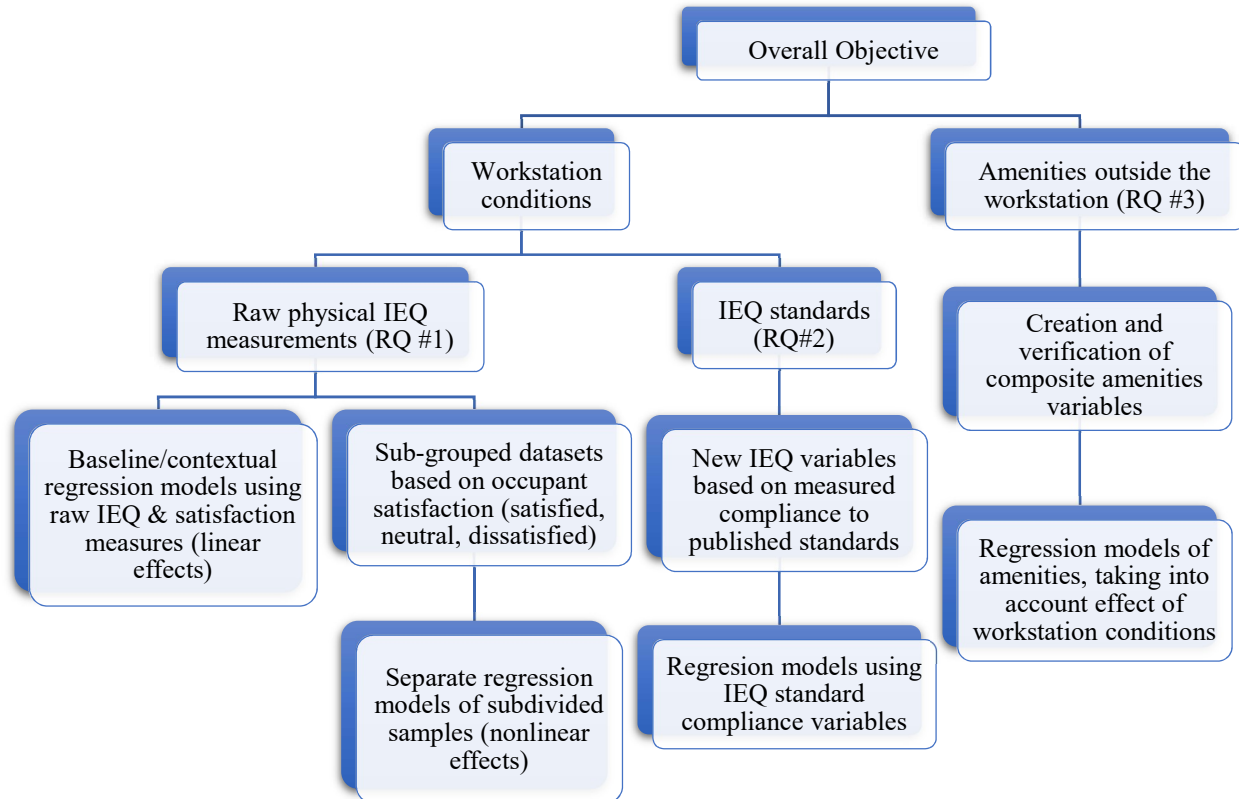 Overall Objective
Workstation
conditions
Amenities outside the
workstation (RQ #3)
Raw physical IEQ
measurements (RQ #1)
IEQ standards
(RQ#2)
Creation and
verification of
composite amenities
variables
Baseline/contextual
regression models using
raw IEQ & satisfaction
measures (linear
effects)
Sub-grouped datasets
based on occupant
satisfaction (satisfied,
neutral, dissatisfied)
New IEQ variables
based on measured
compliance to
published standards
Regression models of
amenities, taking into
account effect of
workstation conditions
Separate regression
models of subdivided
samples (nonlinear
effects)
Regresion models using
IEQ standard
compliance variables